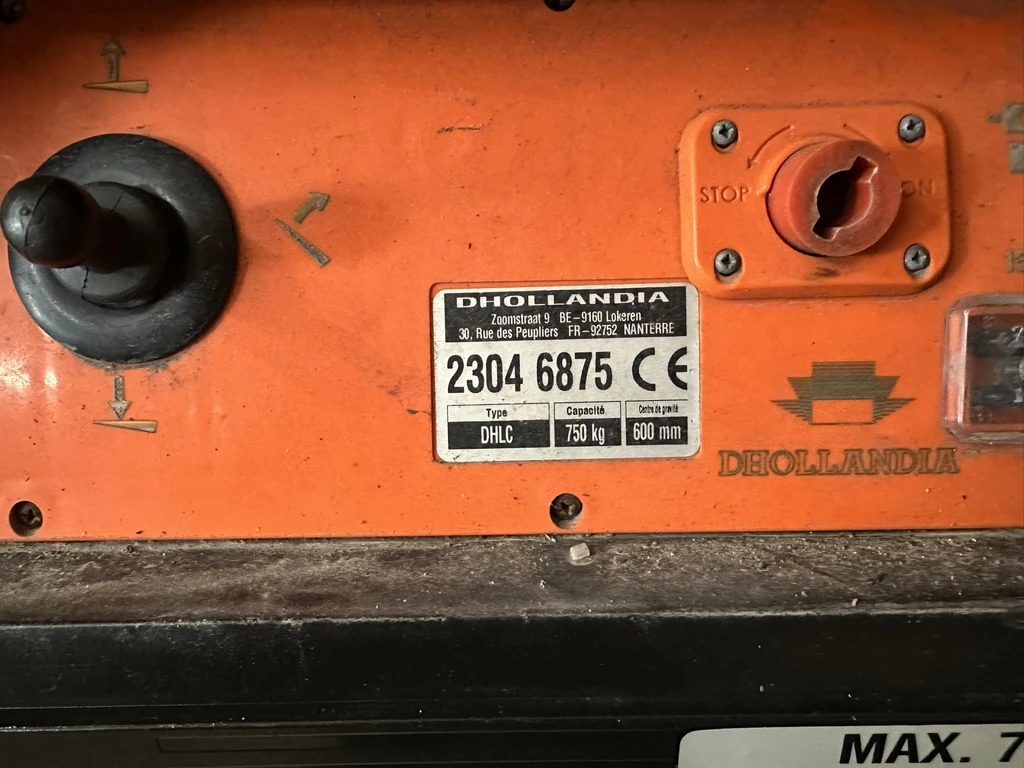 STOP
ON
DHOLLANDIA
Zoomstraat 9 BE-9160 Lokeren
30, Rue des Peupliers FR-92752 NANTERRE
2304 6875 CE
Type Capacité Centre de gravité
DHLC 750 kg 600 mm
DHOLLANDIA
MAX. 7